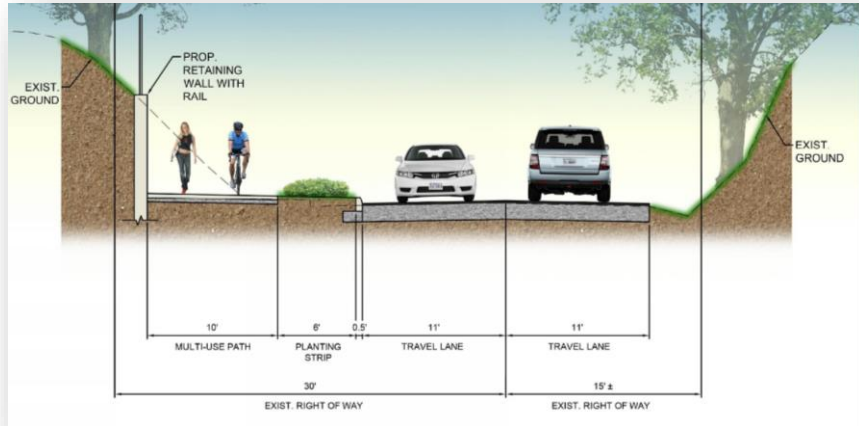 PROP.
RETAINING
WALL WITH
RAIL
EXIST.
GROUND
EXIST.
GROUND
10' 6' 0.5' 11' 11'
MULTI-USE PATH PLANTING TRAVEL LANE TRAVEL LANE
STRIP
30' 15' ±
EXIST. RIGHT OF WAY EXIST. RIGHT OF WAY